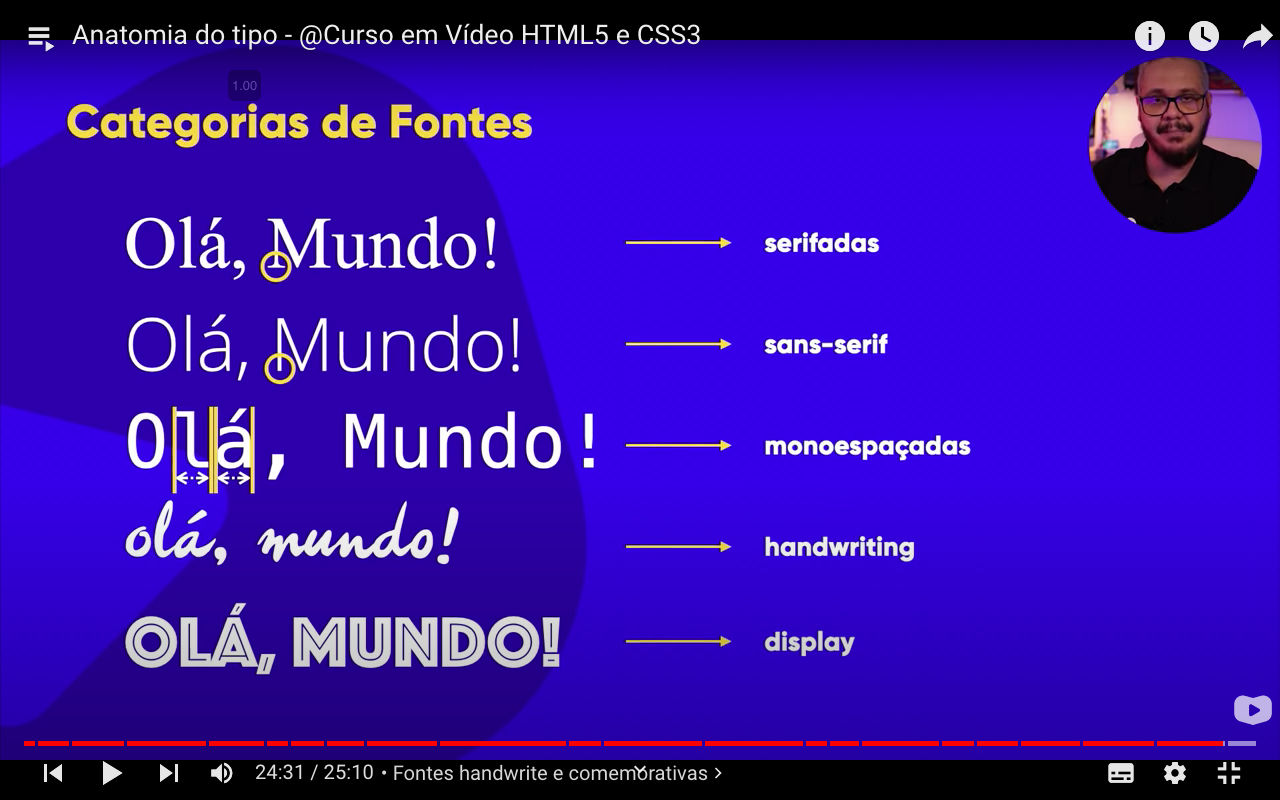 Anatomia do tipo - @Curso em Vídeo HTML5 e CSS3
1.00
Categorias de Fontes
Olá, Mundo!
serifadas
Olá, Mundo!
sans-serif
Olá, Mundo!
monoespaçadas
olá, mundo!
handwriting
OLÁ, MUNDO!
display
24:31 / 25:10 • Fontes handwrite e comemorativas